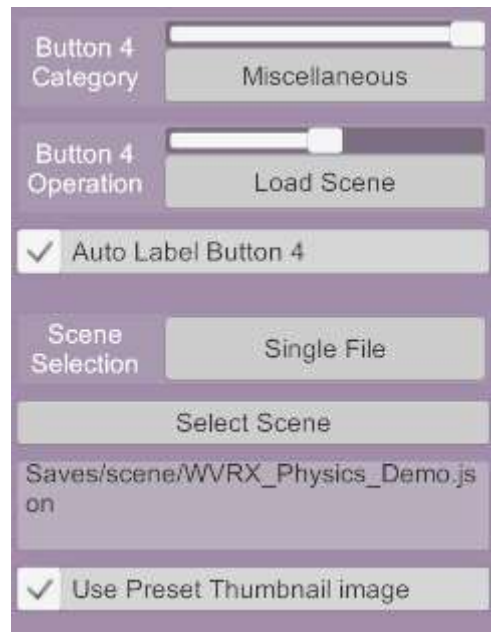 Button 4
Category
Miscellaneous
Button 4
Operation
Load Scene
Auto Label Button 4
Scene
Selection
Single File
Select Scene
Saves/scene/WVRX_Physics_Demo.js
on
Use Preset Thumbnail image